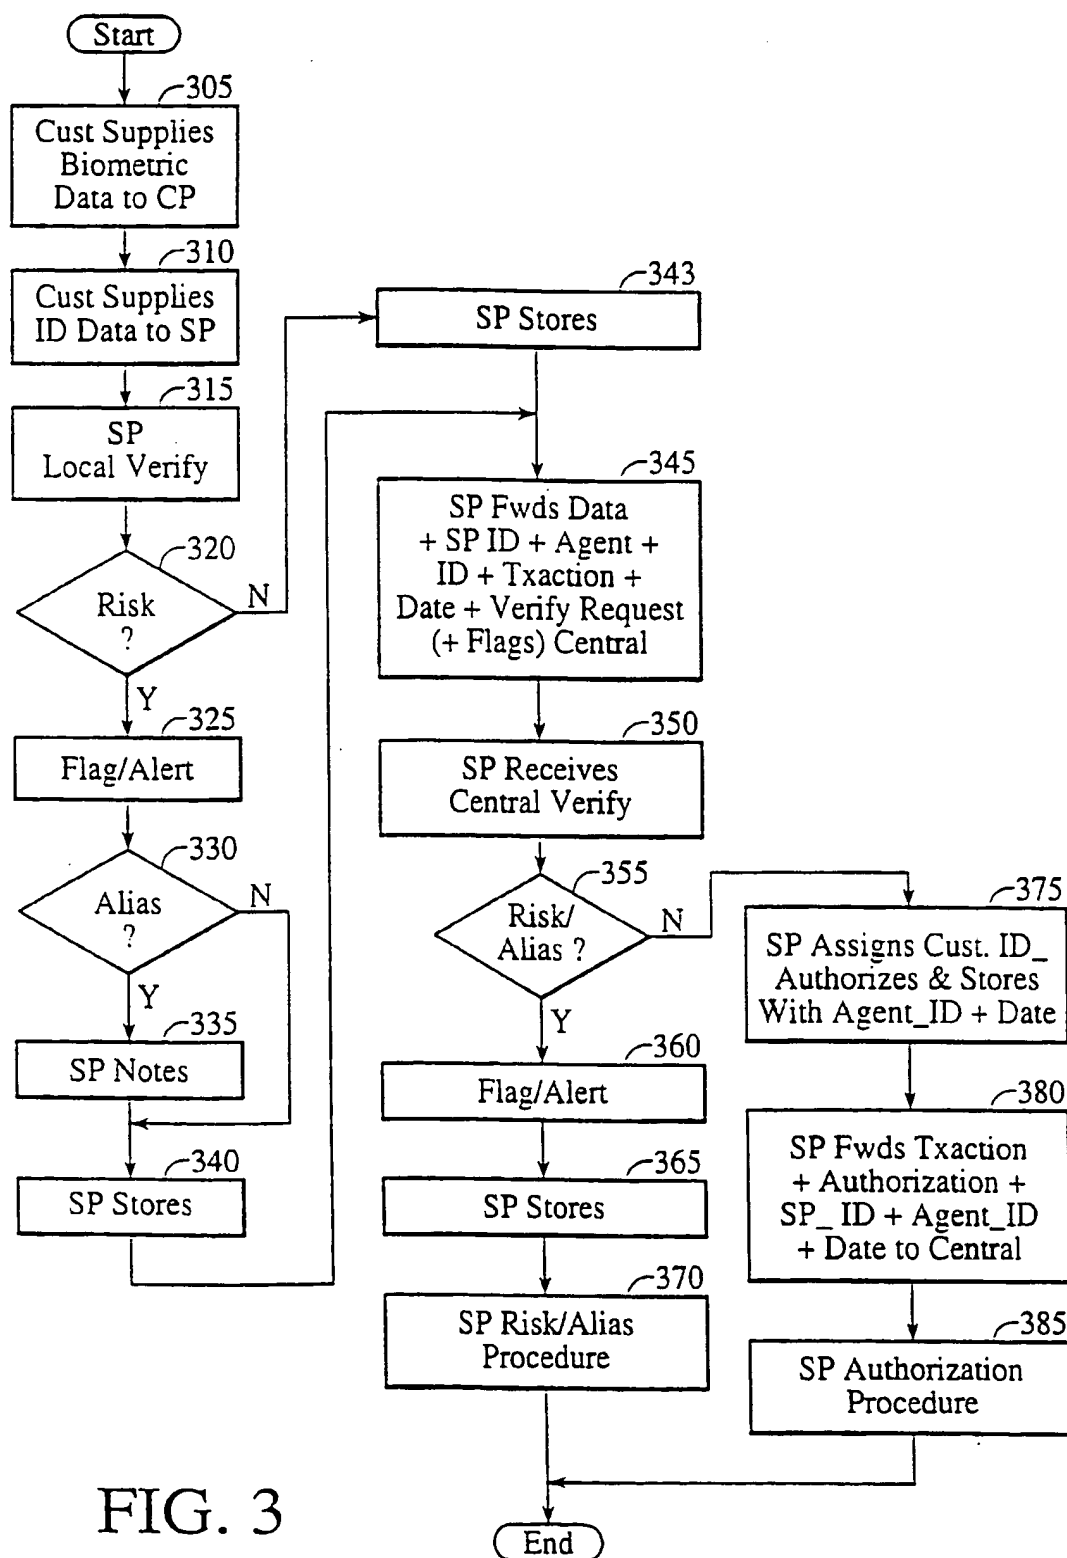 Start
305
Cust Supplies
Biometric
Data to CP
310
Cust Supplies
ID Data to SP
315
SP
Local Verify
320
Risk
?
N
Y
325
Flag/Alert
330
Alias
?
N
Y
335
SP Notes
340
SP Stores
343
SP Stores
345
SP Fwds Data
+ SP ID + Agent +
ID + Txaction +
Date + Verify Request
(+ Flags) Central
350
SP Receives
Central Verify
355
Risk/
Alias ?
N
Y
360
Flag/Alert
365
SP Stores
370
SP Risk/Alias
Procedure
375
SP Assigns Cust. ID_
Authorizes & Stores
With Agent_ID + Date
380
SP Fwds Txaction
+ Authorization +
SP_ ID + Agent_ID
+ Date to Central
385
SP Authorization
Procedure
End
FIG. 3